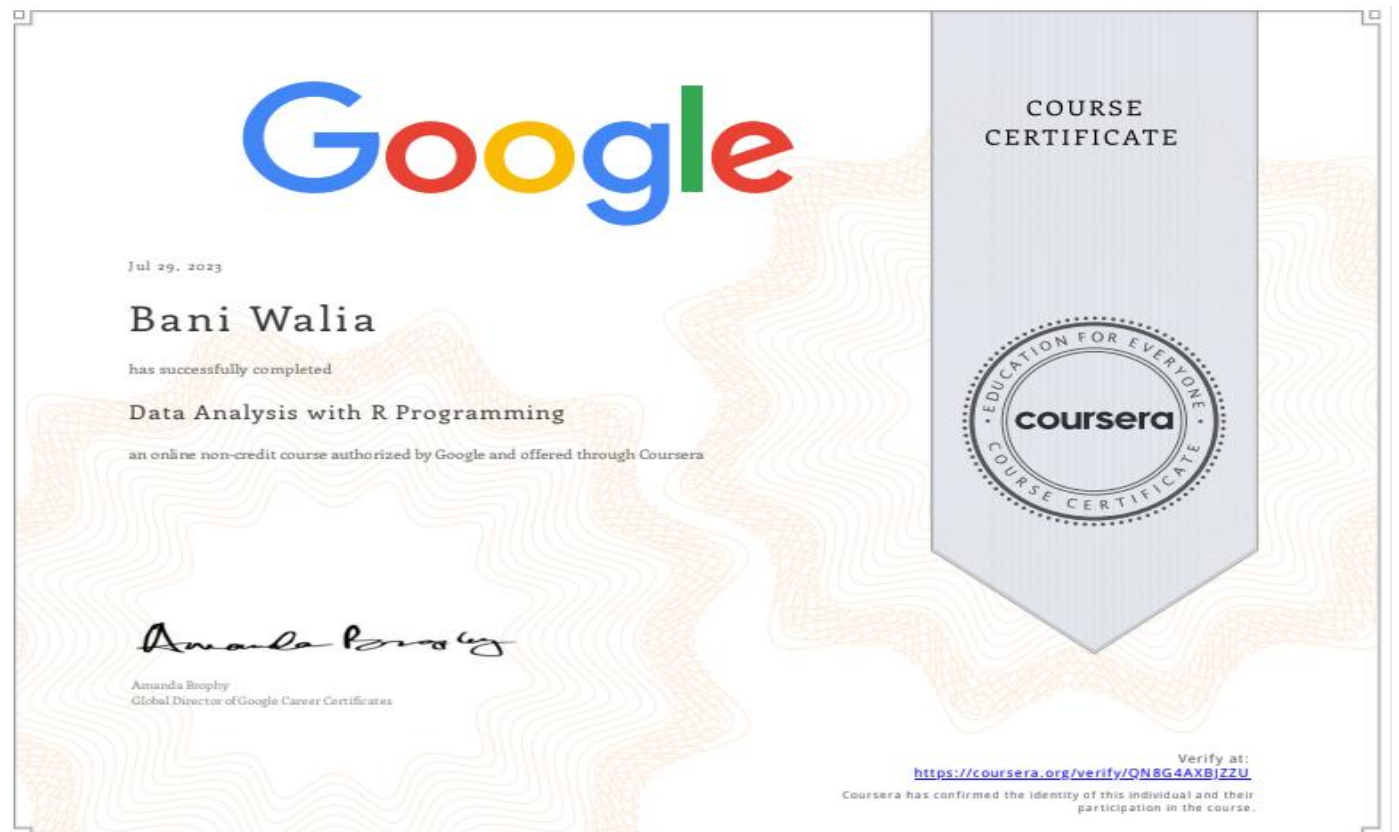 Google
COURSE
CERTIFICATE
Jul 29, 2023
Bani Walia
has successfully completed
Data Analysis with R Programming
an online non-credit course authorized by Google and offered through Coursera
EDUCATION FOR EVERYONE
coursera
COURSE CERTIFICATE
Amanda Brophy
Amanda Brophy
Global Director of Google Career Certificates
Verify at:
https://coursera.org/verify/QN8G4AXBJZZU
Coursera has confirmed the identity of this individual and their
participation in the course.